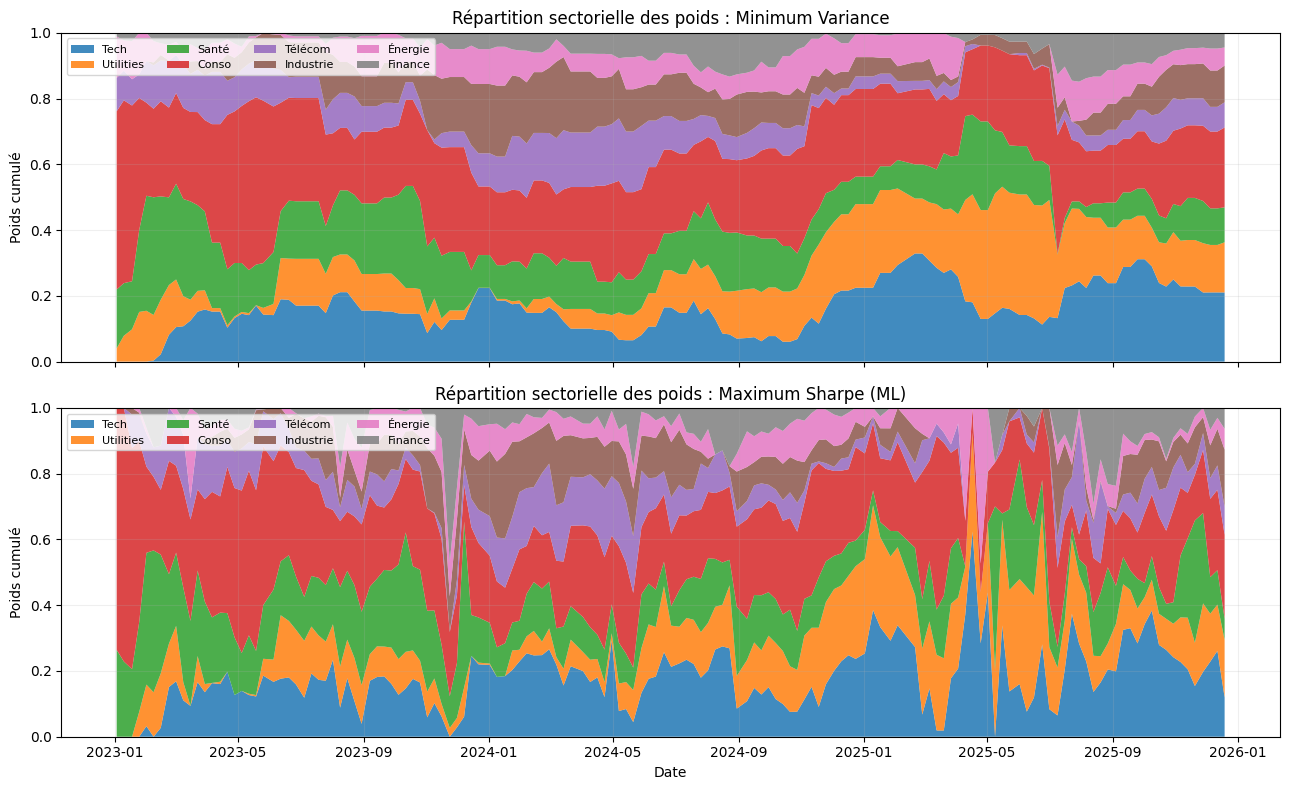 Répartition sectorielle des poids : Minimum Variance
Tech Santé Télécom Énergie
Utilities Conso Industrie Finance
Poids cumulé
1.0
0.8
0.6
0.4
0.2
0.0
Répartition sectorielle des poids : Maximum Sharpe (ML)
Tech Santé Télécom Énergie
Utilities Conso Industrie Finance
Poids cumulé
1.0
0.8
0.6
0.4
0.2
0.0
2023-01 2023-05 2023-09 2024-01 2024-05 2024-09 2025-01 2025-05 2025-09 2026-01
Date